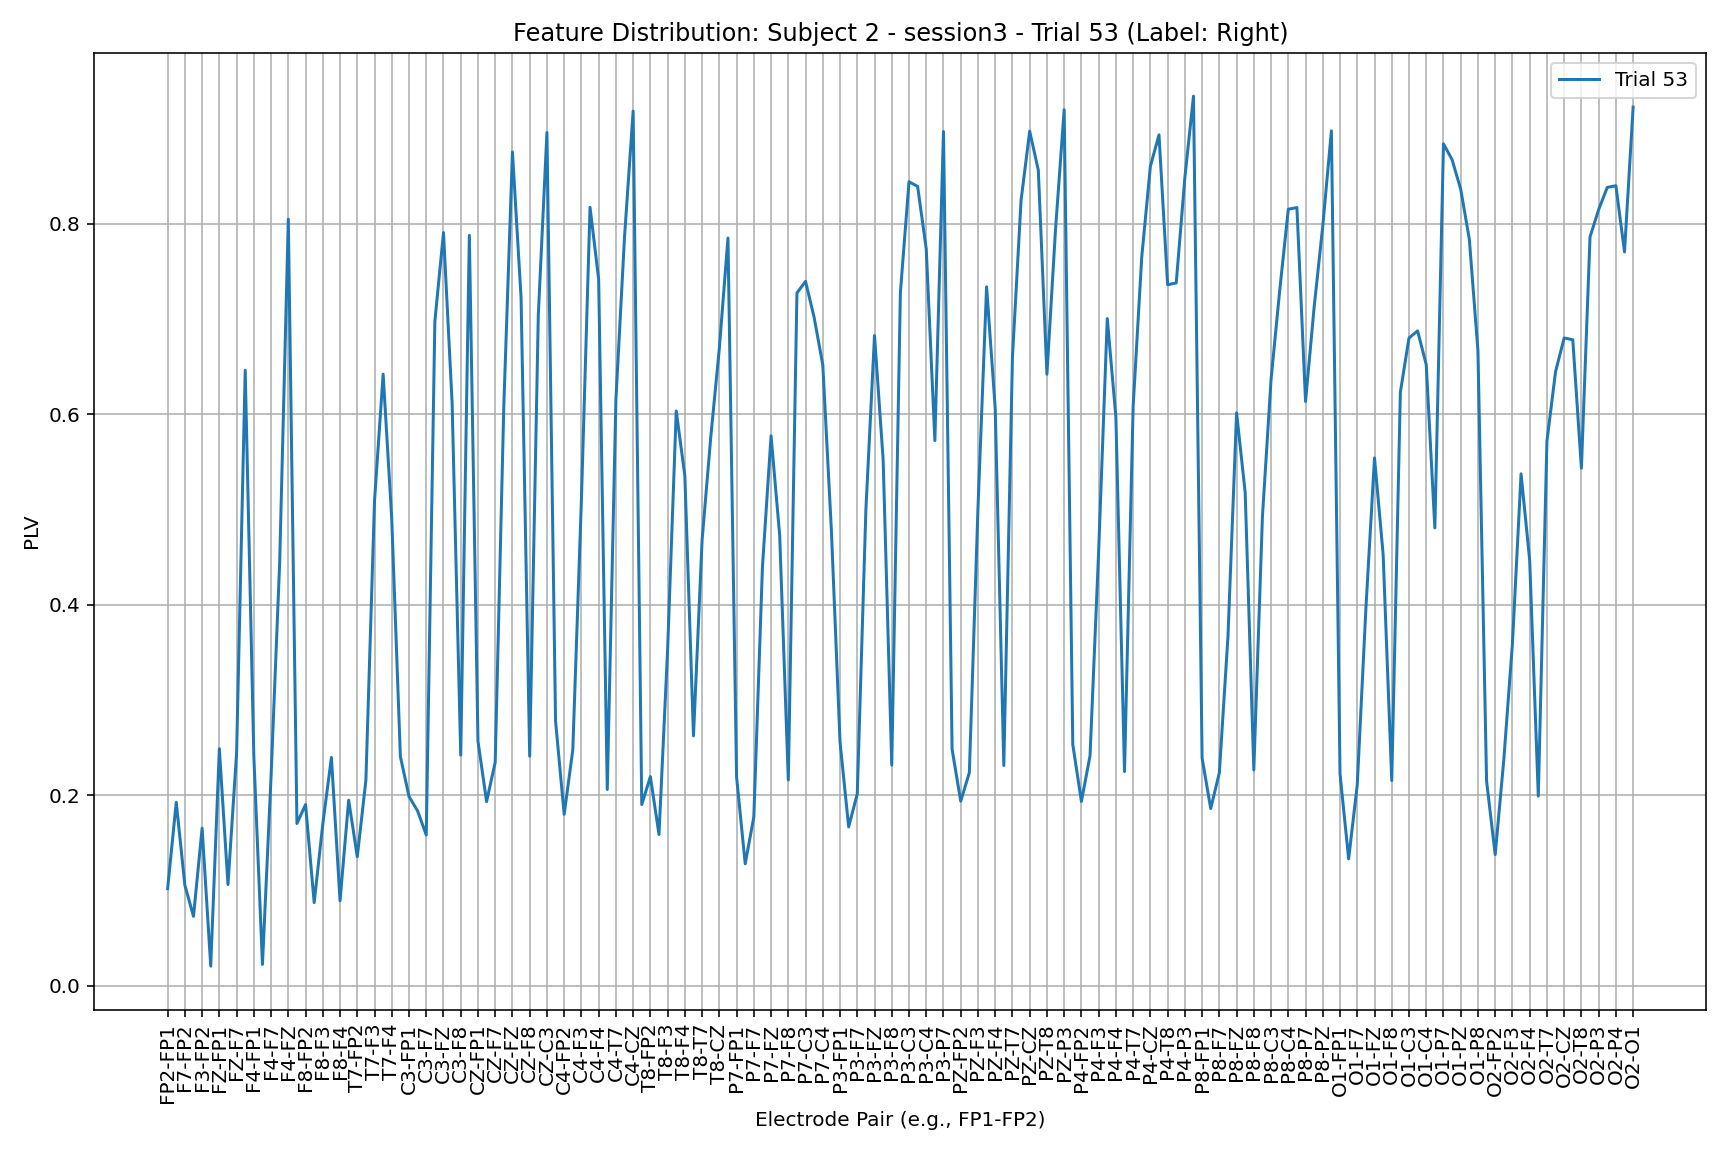 Feature Distribution: Subject 2 - session3 - Trial 53 (Label: Right)
Trial 53
PLV
0.8
0.6
0.4
0.2
0.0
FP2-FP1
F7-FP2
F3-FP2
FZ-FP1
FZ-F7
F4-FP1
F4-F7
F4-FZ
F8-FP2
F8-F3
F8-F4
T7-FP2
T7-F3
T7-F4
C3-FP1
C3-F7
C3-FZ
C3-F8
CZ-FP1
CZ-F7
CZ-FZ
CZ-F8
CZ-C3
C4-FP2
C4-F3
C4-F4
C4-T7
C4-CZ
T8-FP2
T8-F3
T8-F4
T8-T7
T8-CZ
P7-FP1
P7-F7
P7-FZ
P7-F8
P7-C3
P7-C4
P3-FP1
P3-F7
P3-FZ
P3-F8
P3-C3
P3-C4
P3-P7
PZ-FP2
PZ-F3
PZ-F4
PZ-T7
PZ-CZ
PZ-T8
PZ-P3
P4-FP2
P4-F3
P4-F4
P4-T7
P4-CZ
P4-T8
P4-P3
P8-FP1
P8-F7
P8-FZ
P8-F8
P8-C3
P8-C4
P8-P7
P8-PZ
O1-FP1
O1-F7
O1-FZ
O1-F8
O1-C3
O1-C4
O1-P7
O1-PZ
O1-P8
O2-FP2
O2-F3
O2-F4
O2-T7
O2-CZ
O2-T8
O2-P3
O2-P4
O2-O1
Electrode Pair (e.g., FP1-FP2)